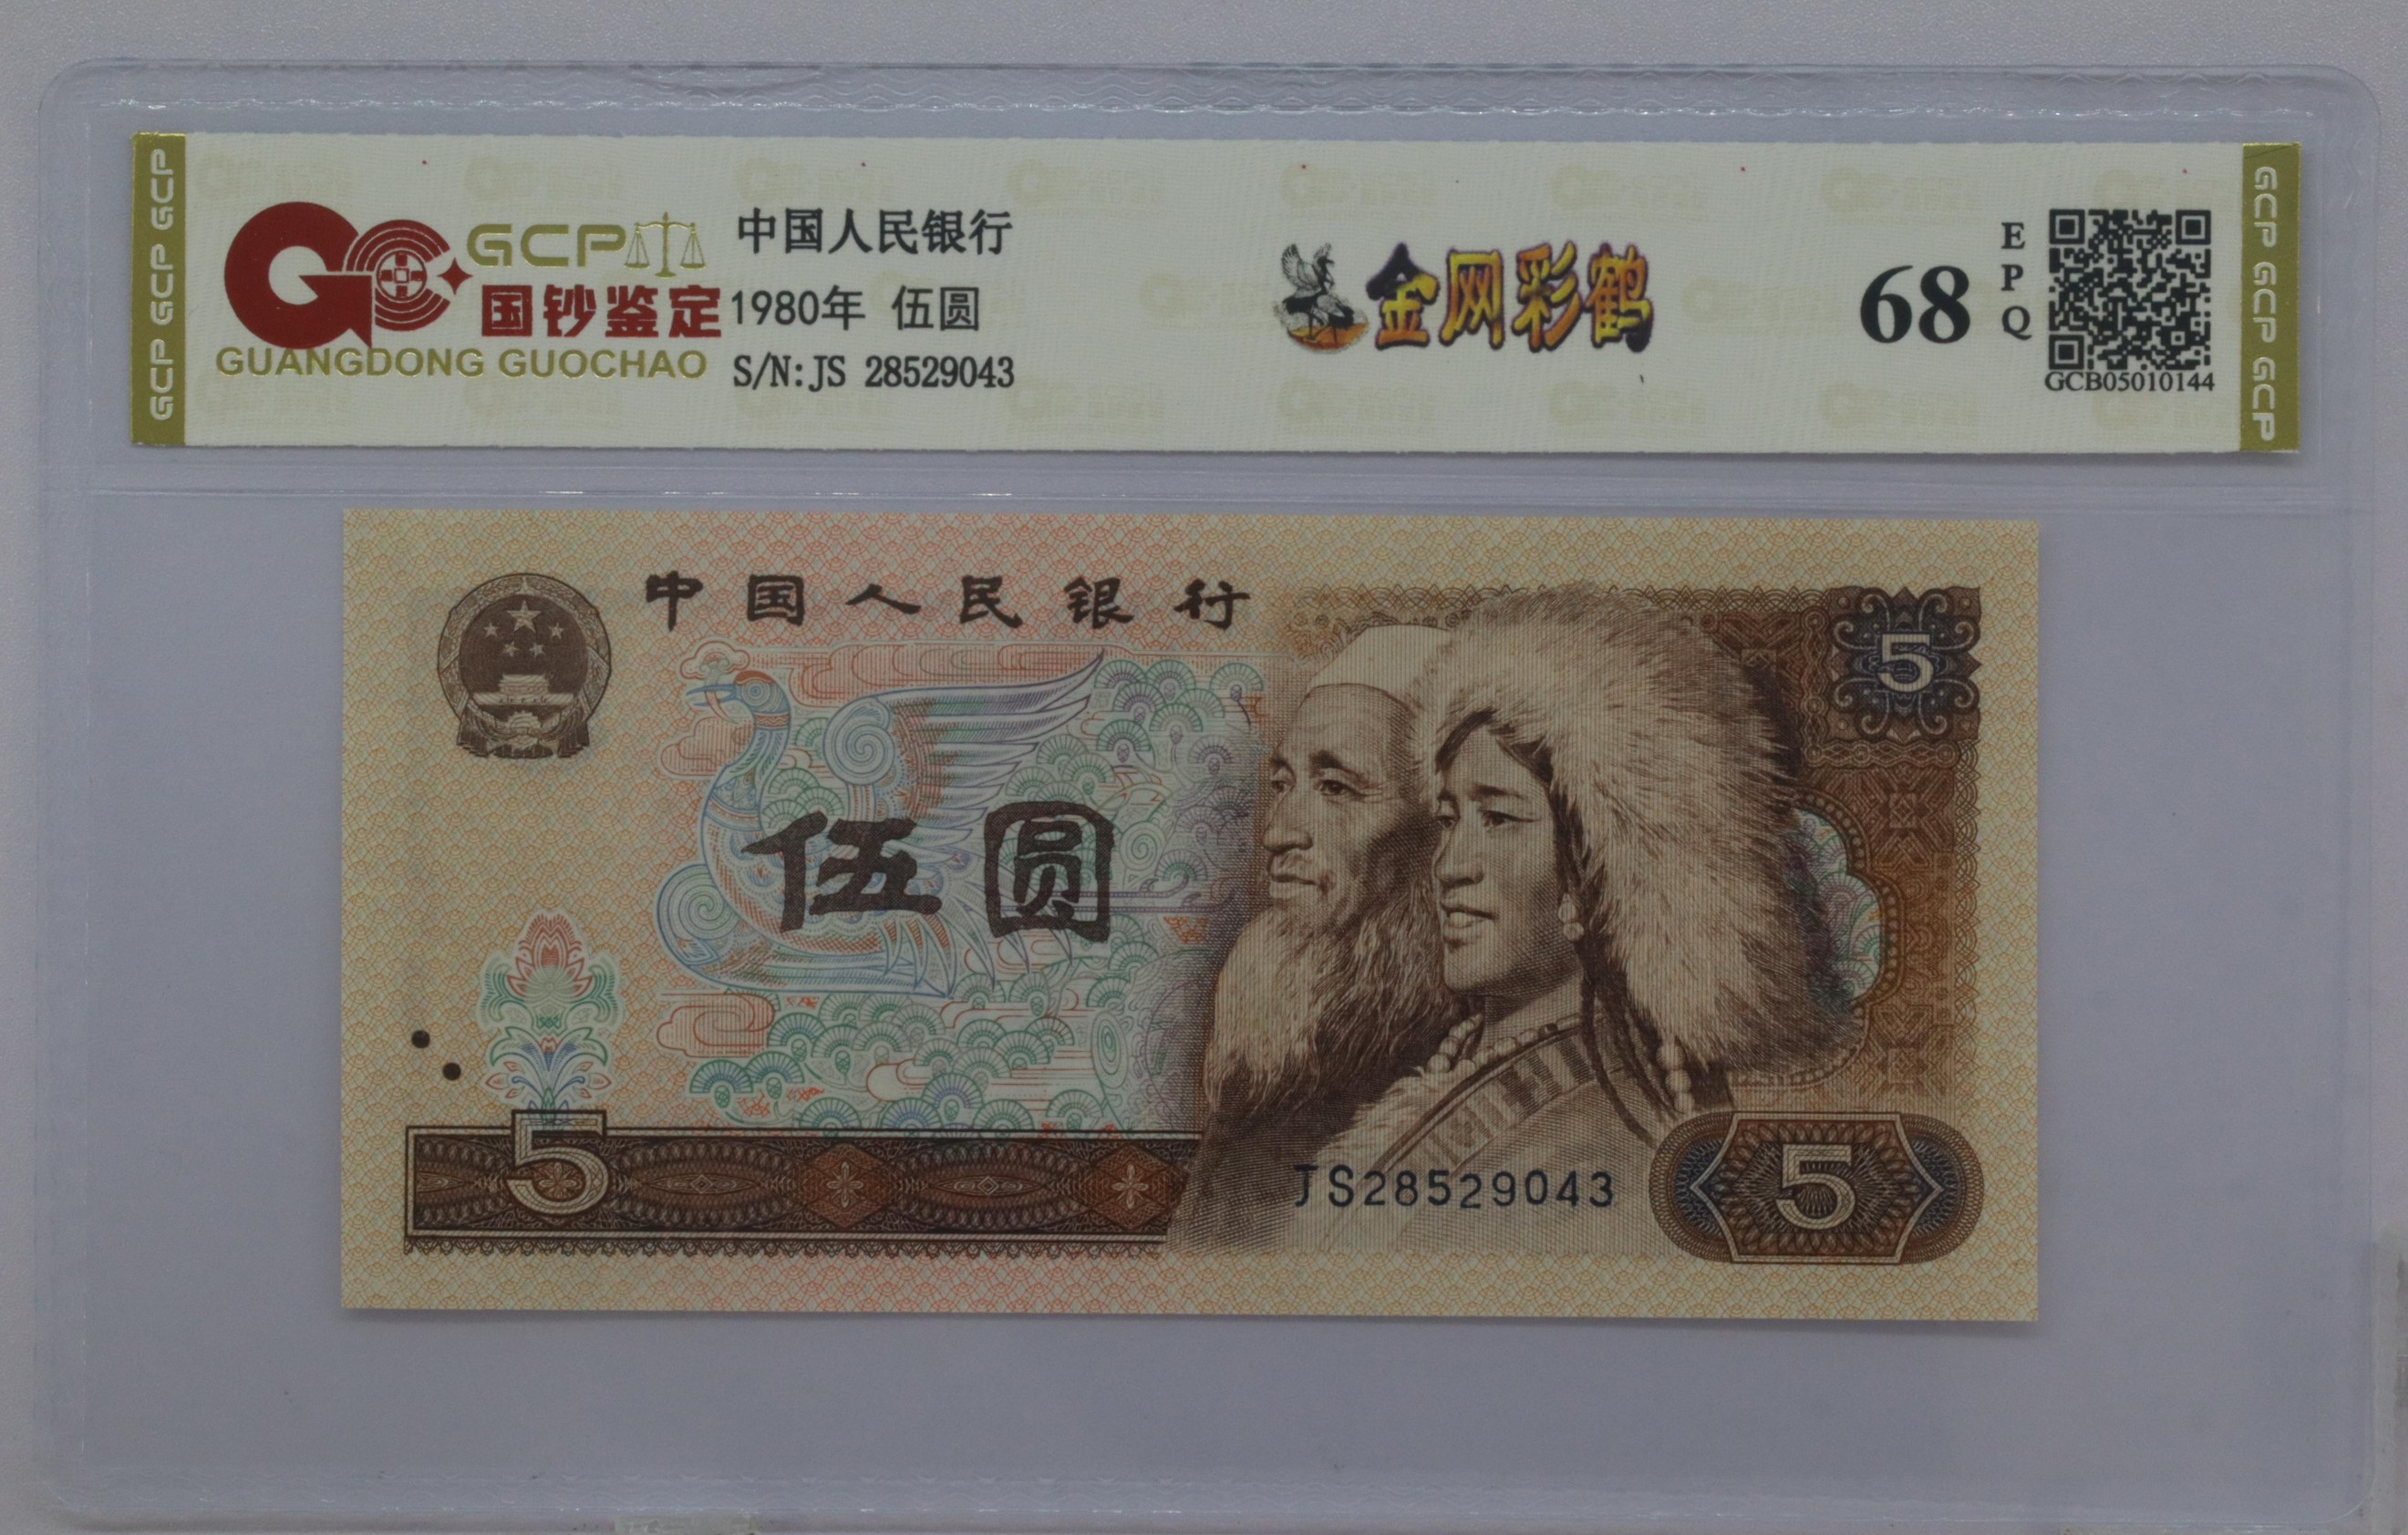 GCP GCP GCP
GCP
国钞鉴定
GUANGDONG GUOCHAO
中国人民银行
1980年 伍圆
S/N:JS 28529043
金网彩鹤
68
EPQ
GCB05010144
GCP GCP GCP
中国人民银行
5
伍圆
5
JS28529043
5